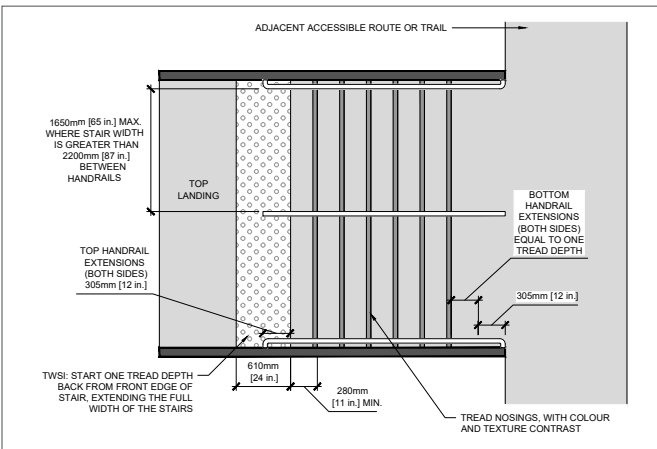 ADJACENT ACCESSIBLE ROUTE OR TRAIL
1650mm [65 in.] MAX.
WHERE STAIR WIDTH
IS GREATER THAN
2200mm [87 in.]
BETWEEN
HANDRAILS
TOP
LANDING
BOTTOM
HANDRAIL
EXTENSIONS
(BOTH SIDES)
EQUAL TO ONE
TREAD DEPTH
TOP HANDRAIL
EXTENSIONS
(BOTH SIDES)
305mm [12 in.]
305mm [12 in.]
TWSI: START ONE TREAD DEPTH
BACK FROM FRONT EDGE OF
STAIR, EXTENDING THE FULL
WIDTH OF THE STAIRS
610mm
[24 in.]
280mm
[11 in.] MIN.
TREAD NOSINGS, WITH COLOUR
AND TEXTURE CONTRAST